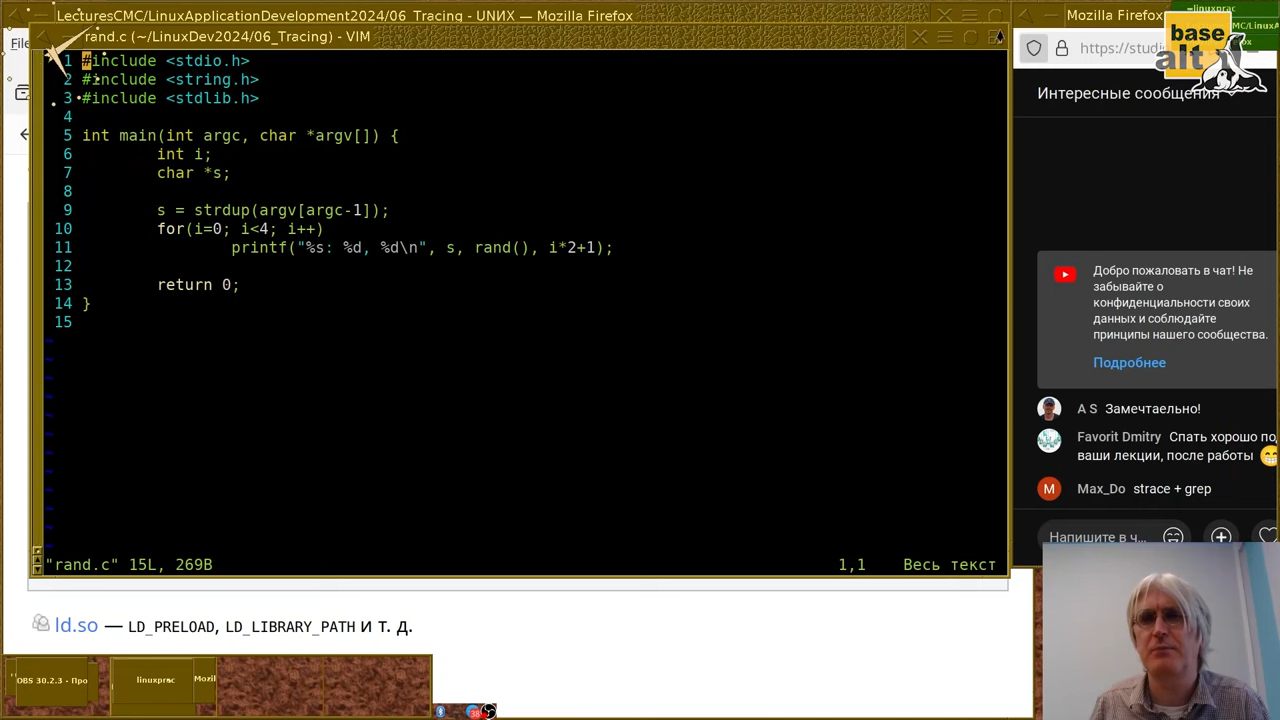 LecturesCMC/LinuxApplicationDevelopment2024/06_Tracing - UNИX — Mozilla Firefox
Mozilla Firefox
linuxprac
rand.c (~/LinuxDev2024/06_Tracing) - VIM
base
alt
https://studi
Интересные сообщения
1 #include <stdio.h>
2 #include <string.h>
3 #include <stdlib.h>
4
5 int main(int argc, char *argv[]) {
6 int i;
7 char *s;
8
9 s = strdup(argv[argc-1]);
10 for(i=0; i<4; i++)
11 printf("%s: %d, %d\n", s, rand(), i*2+1);
12
13 return 0;
14 }
15
~
~
~
~
~
~
~
~
~
~
~
~
"rand.c" 15L, 269B 1,1 Весь текст
Добро пожаловать в чат! Не
забывайте о
конфиденциальности своих
данных и соблюдайте
принципы нашего сообщества.
Подробнее
A S Замечтаельно!
Favorit Dmitry Спать хорошо по
ваши лекции, после работы
M Max_Do strace + grep
Напишите в ч...
ld.so — LD_PRELOAD, LD_LIBRARY_PATH и т. д.
OBS 30.2.3 - Про
linuxprac
Mozil
38